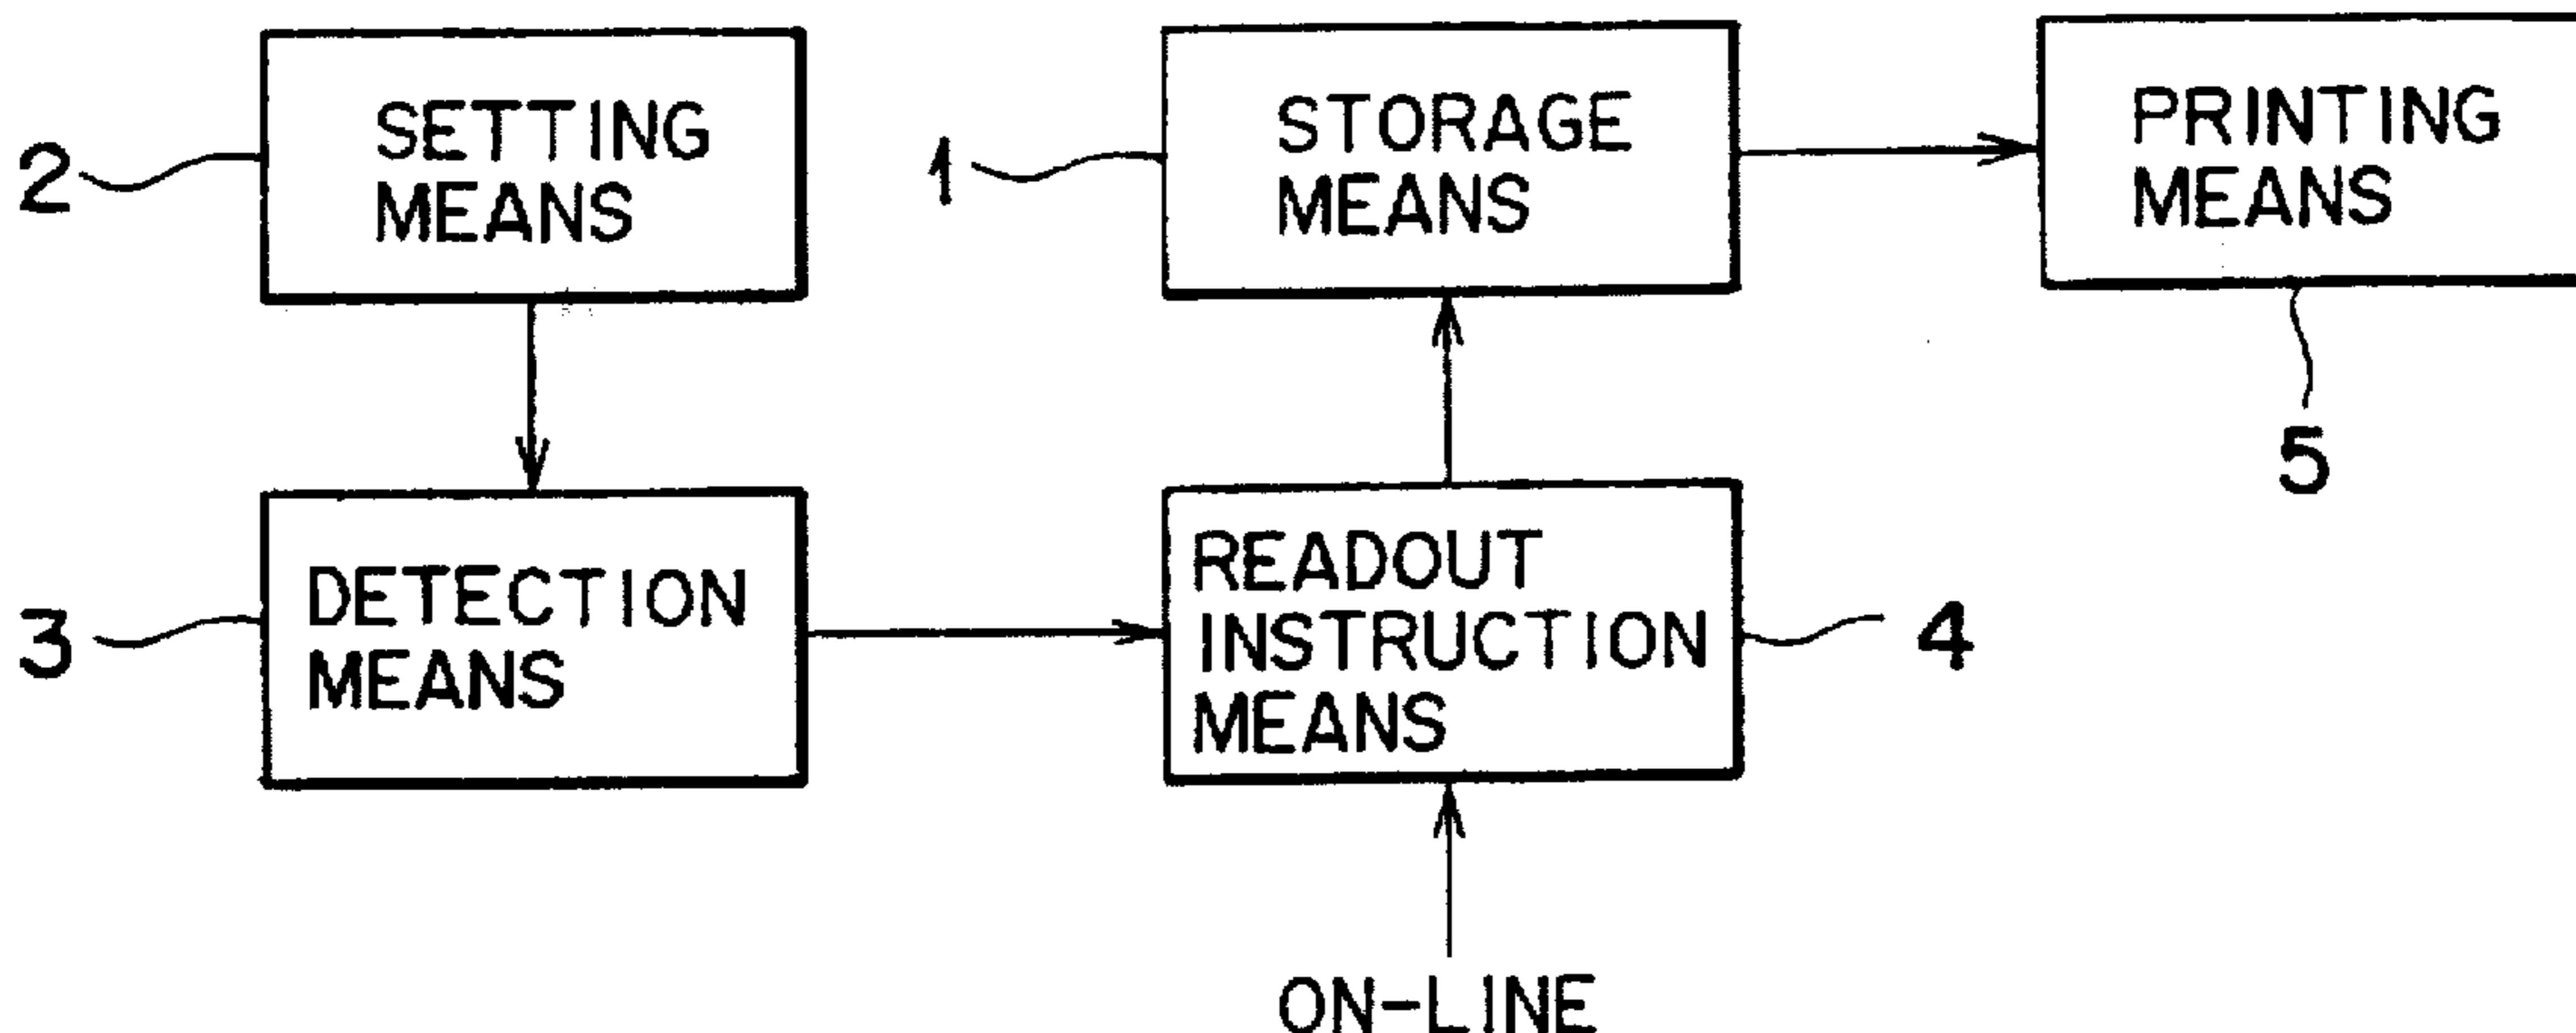 2
SETTING
MEANS
1
STORAGE
MEANS
PRINTING
MEANS
5
3
DETECTION
MEANS
READOUT
INSTRUCTION
MEANS
4
ON-LINE